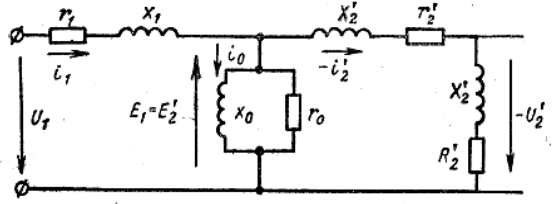 r₁ x₁ X₂' r₂'
i₁ i₀ -i₂'
U₁ E₁=E₂' x₀ r₀ X₂' -U₂'
R₂'